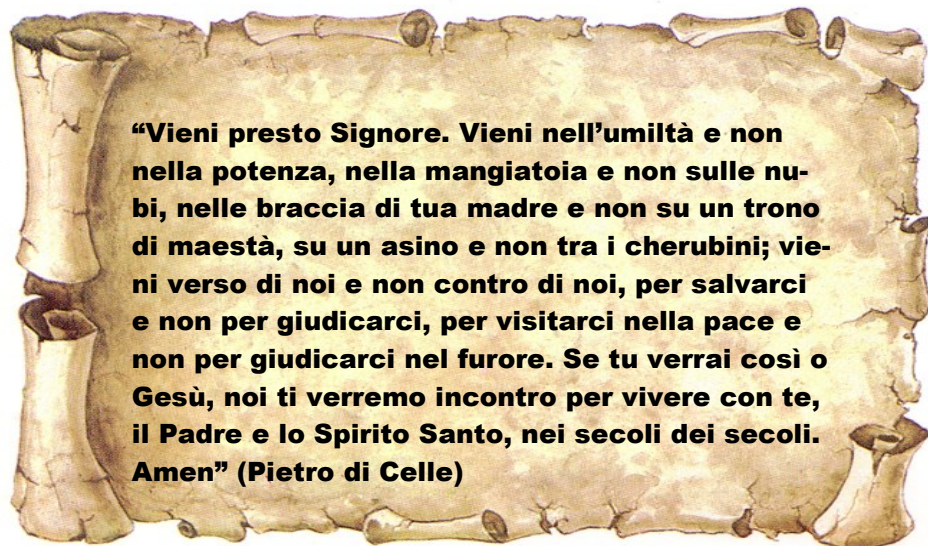 “Vieni presto Signore. Vieni nell’umiltà e non
nella potenza, nella mangiatoia e non sulle nu-
bi, nelle braccia di tua madre e non su un trono
di maestà, su un asino e non tra i cherubini; vie-
ni verso di noi e non contro di noi, per salvarci
e non per giudicarci, per visitarci nella pace e
non per giudicarci nel furore. Se tu verrai così o
Gesù, noi ti verremo incontro per vivere con te,
il Padre e lo Spirito Santo, nei secoli dei secoli.
Amen” (Pietro di Celle)